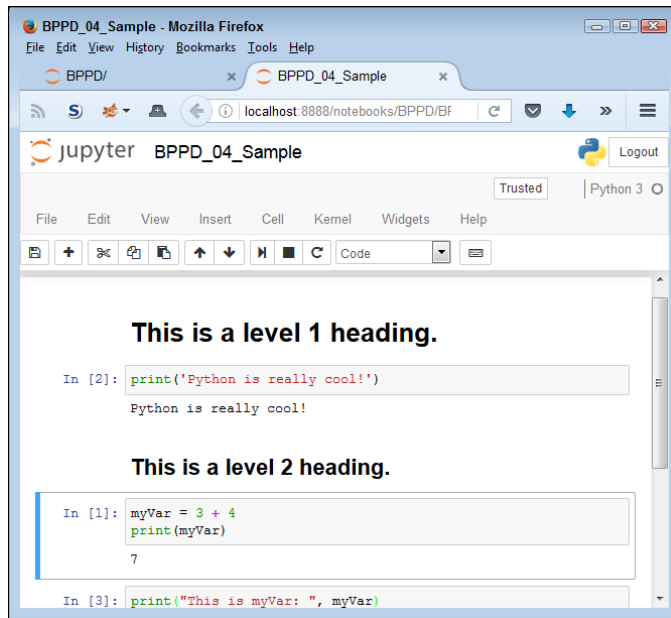 BPPD_04_Sample - Mozilla Firefox
File Edit View History Bookmarks Tools Help
BPPD/ × BPPD_04_Sample ×
S localhost:8888/notebooks/BPPD/BF »
jupyter BPPD_04_Sample Logout
Trusted Python 3
File Edit View Insert Cell Kernel Widgets Help
Code
This is a level 1 heading.
In [2]: print('Python is really cool!')
Python is really cool!
This is a level 2 heading.
In [1]: myVar = 3 + 4
print(myVar)
7
In [3]: print("This is myVar: ", myVar)